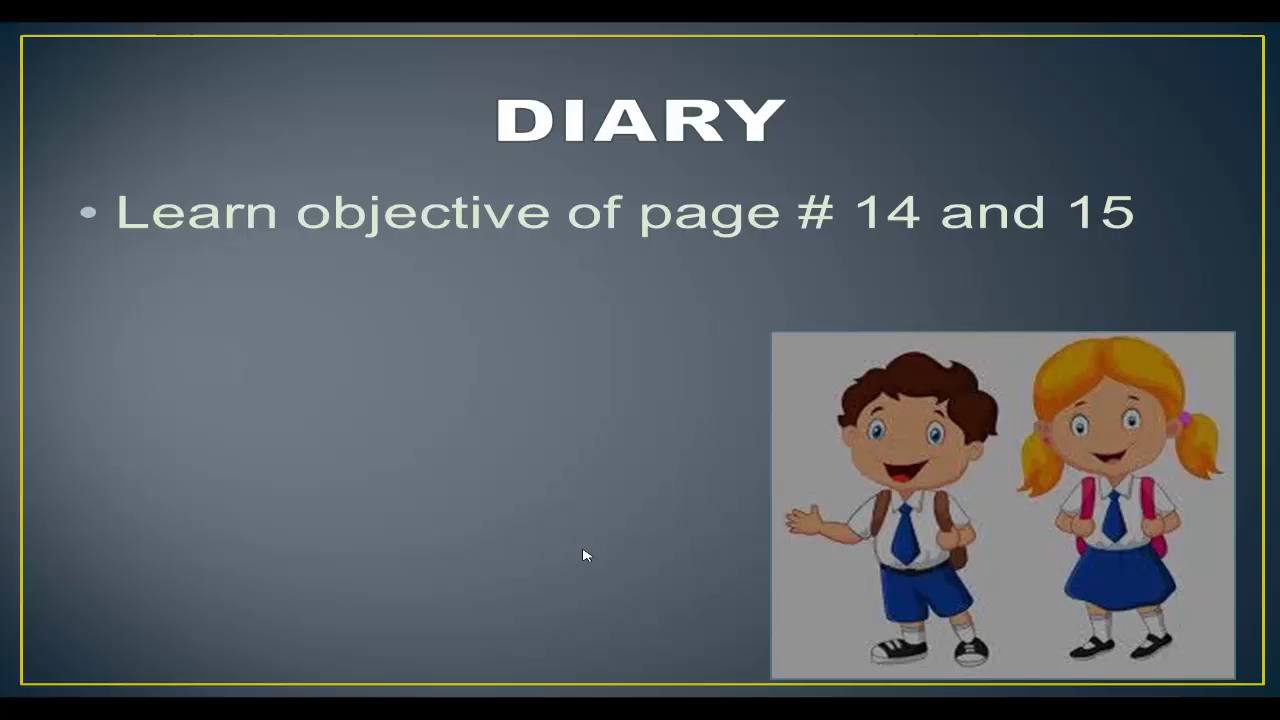 DIARY
• Learn objective of page # 14 and 15